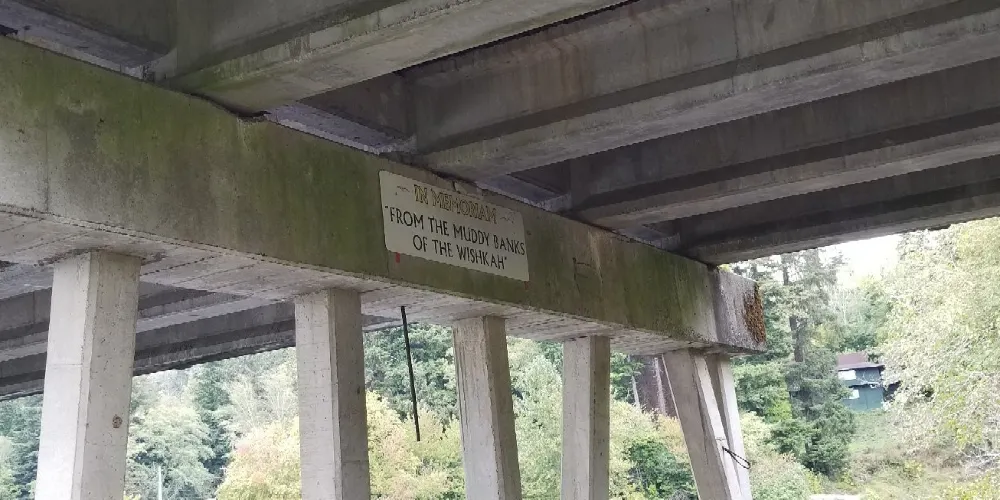 IN MEMORIAM
"FROM THE MUDDY BANKS
OF THE WISHKAH"